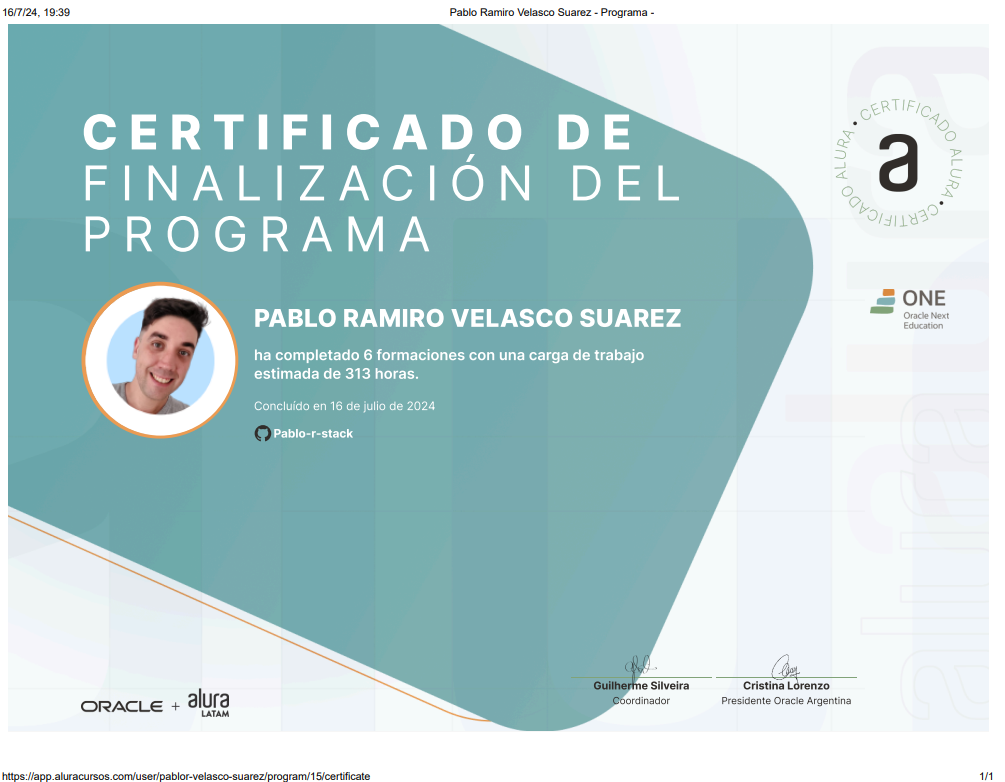 16/7/24, 19:39
Pablo Ramiro Velasco Suarez - Programa -
CERTIFICADO DE
FINALIZACIÓN DEL
PROGRAMA
CERTIFICADO ALURA • CERTIFICADO ALURA •
a
ONE
Oracle Next
Education
PABLO RAMIRO VELASCO SUAREZ
ha completado 6 formaciones con una carga de trabajo
estimada de 313 horas.
Concluído en 16 de julio de 2024
Pablo-r-stack
alura
ORACLE + alura
LATAM
Guilherme Silveira
Coordinador
Cristina Lorenzo
Presidente Oracle Argentina
https://app.aluracursos.com/user/pablor-velasco-suarez/program/15/certificate
1/1